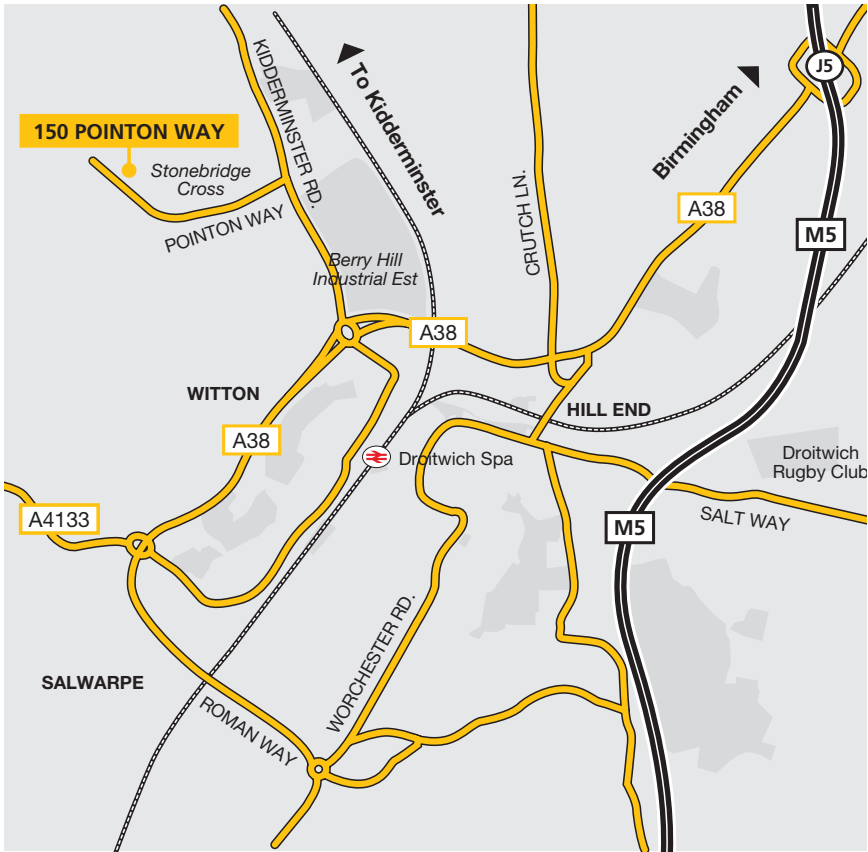 KIDDERMINSTER RD.
To Kidderminster
J5
150 POINTON WAY
Birmingham
Stonebridge
Cross
CRUTCH LN.
A38
POINTON WAY
M5
Berry Hill
Industrial Est
A38
WITTON
HILL END
A38
Droitwich Spa
Droitwich
Rugby Club
A4133
SALT WAY
M5
WORCHESTER RD.
SALWARPE
ROMAN WAY